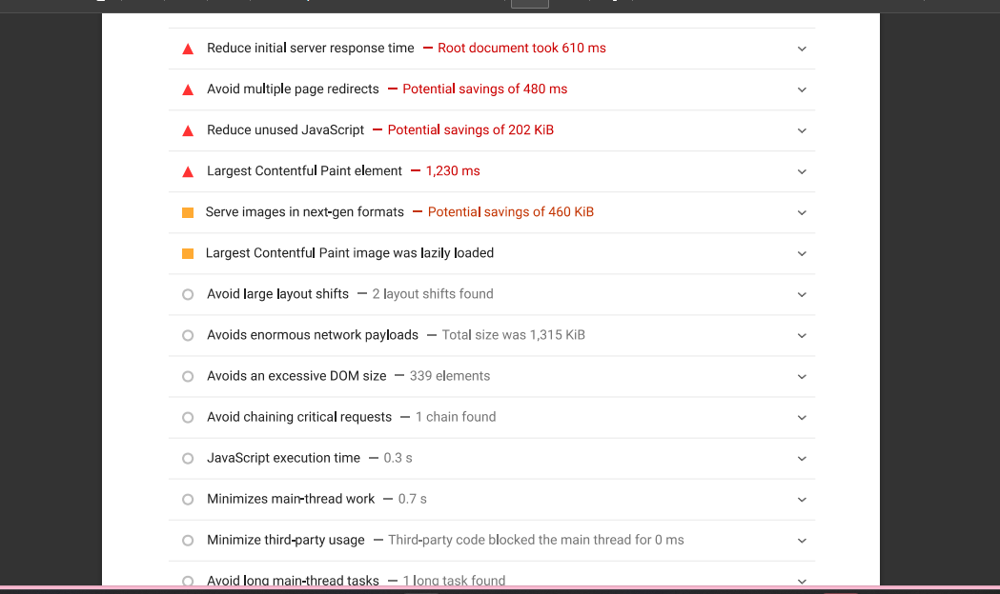 Reduce initial server response time — Root document took 610 ms
Avoid multiple page redirects — Potential savings of 480 ms
Reduce unused JavaScript — Potential savings of 202 KiB
Largest Contentful Paint element — 1,230 ms
Serve images in next-gen formats — Potential savings of 460 KiB
Largest Contentful Paint image was lazily loaded
Avoid large layout shifts — 2 layout shifts found
Avoids enormous network payloads — Total size was 1,315 KiB
Avoids an excessive DOM size — 339 elements
Avoid chaining critical requests — 1 chain found
JavaScript execution time — 0.3 s
Minimizes main-thread work — 0.7 s
Minimize third-party usage — Third-party code blocked the main thread for 0 ms
Avoid long main-thread tasks — 1 long task found